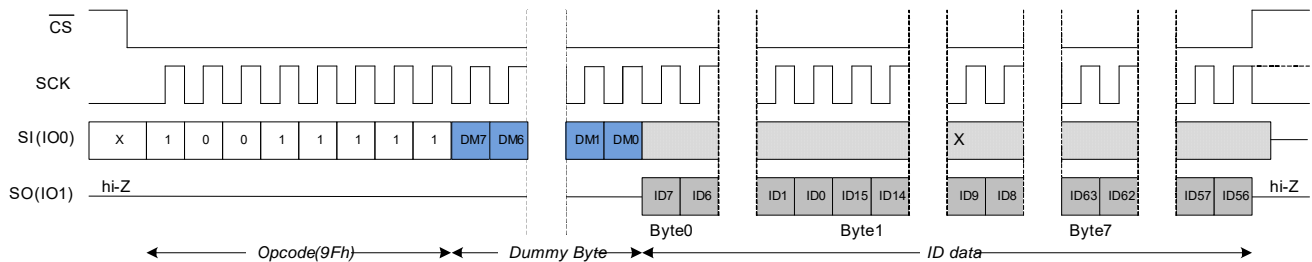 CS
SCK
SI(IO0) X 1 0 0 1 1 1 1 1 DM7 DM6 DM1 DM0 X
SO(IO1) hi-Z ID7 ID6 ID1 ID0 ID15 ID14 ID9 ID8 ID63 ID62 ID57 ID56 hi-Z
Byte0 Byte1 Byte7
Opcode(9Fh) Dummy Byte ID data